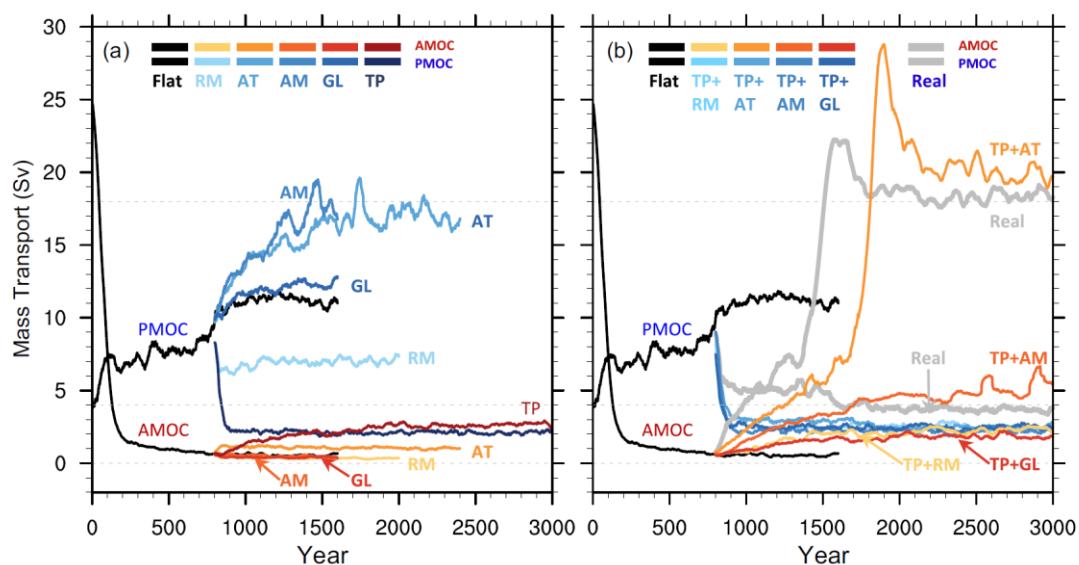 30
25
20
15
10
5
0
Mass Transport (Sv)
(a)
AMOC
PMOC
Flat RM AT AM GL TP
AM
AT
GL
PMOC
RM
AMOC
TP
AT
RM
AM GL
0 500 1000 1500 2000 2500 3000
Year
(b)
AMOC
PMOC
Flat TP+ TP+ TP+ TP+ Real
RM AT AM GL
TP+AT
Real
PMOC
Real TP+AM
AMOC
TP+RM TP+GL
0 500 1000 1500 2000 2500 3000
Year